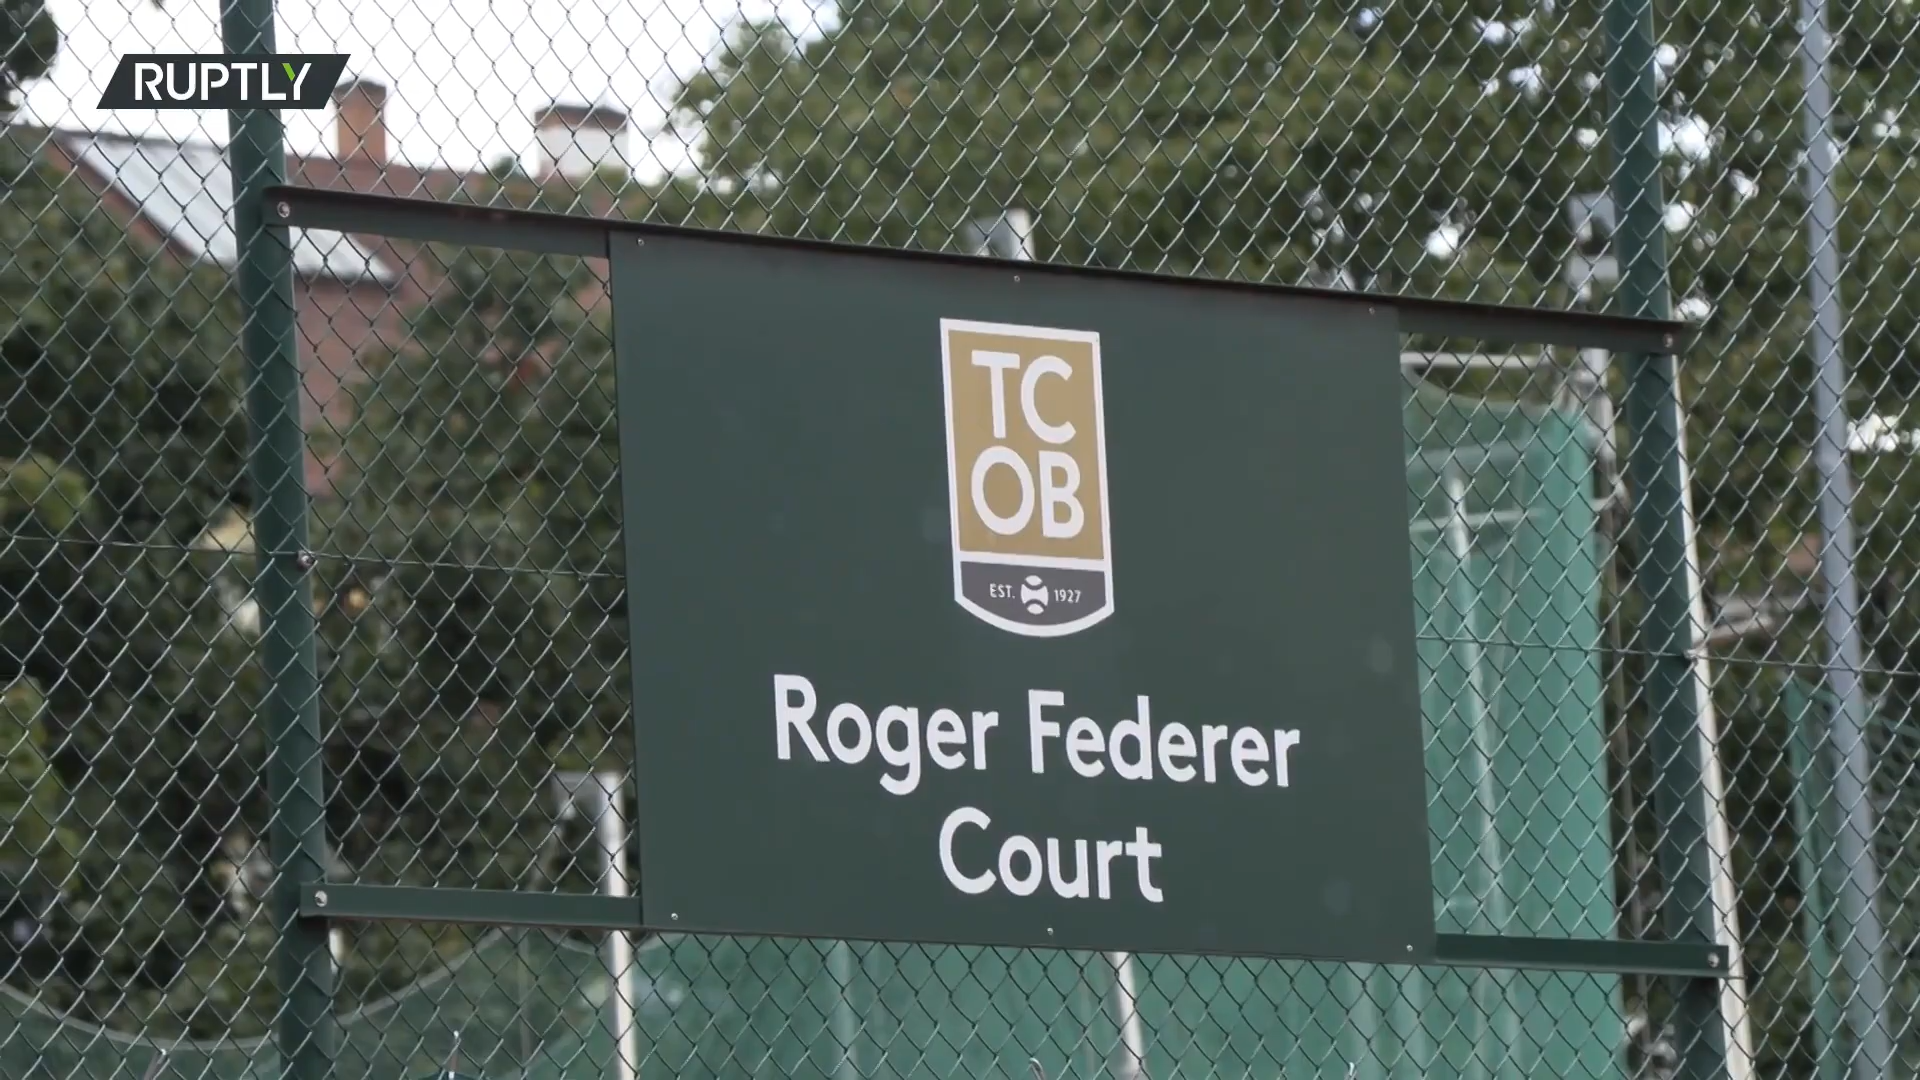 RUPTLY
TC
OB
EST. 1927
Roger Federer
Court